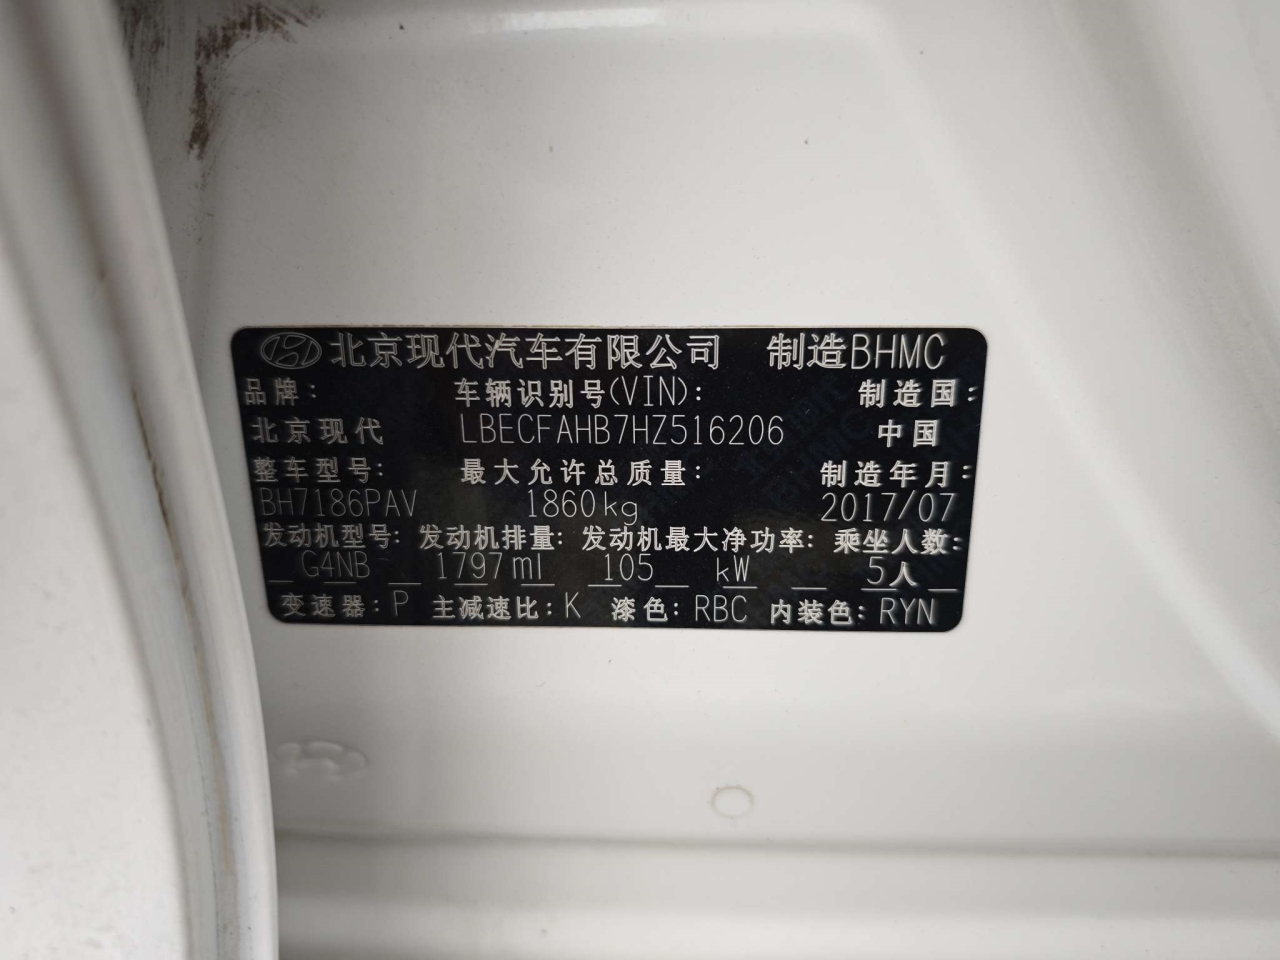 北京现代汽车有限公司 制造BHMC
品牌: 车辆识别号(VIN): 制造国:
北京现代 LBECFAHB7HZ516206 中国
整车型号: 最大允许总质量: 制造年月:
BH7186PAV 1860kg 2017/07
发动机型号: 发动机排量: 发动机最大净功率: 乘坐人数:
G4NB 1797ml 105 kW 5人
变速器: P 主减速比: K 漆色: RBC 内装色: RYN